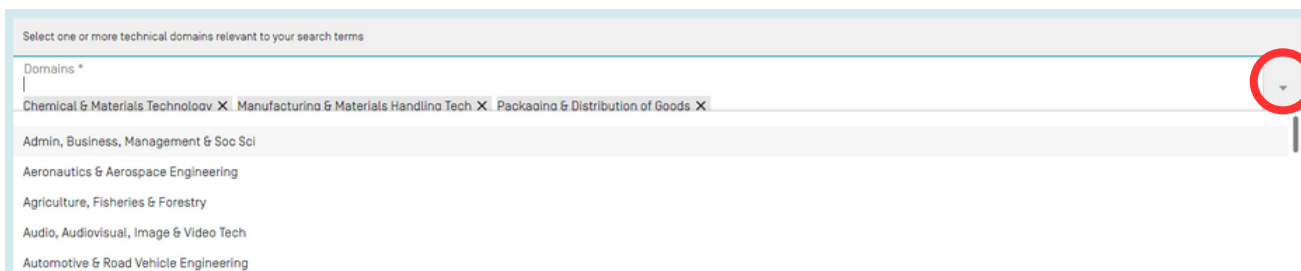 Select one or more technical domains relevant to your search terms
Domains *
Chemical & Materials Technology X Manufacturing & Materials Handling Tech X Packaging & Distribution of Goods X
Admin, Business, Management & Soc Sci
Aeronautics & Aerospace Engineering
Agriculture, Fisheries & Forestry
Audio, Audiovisual, Image & Video Tech
Automotive & Road Vehicle Engineering